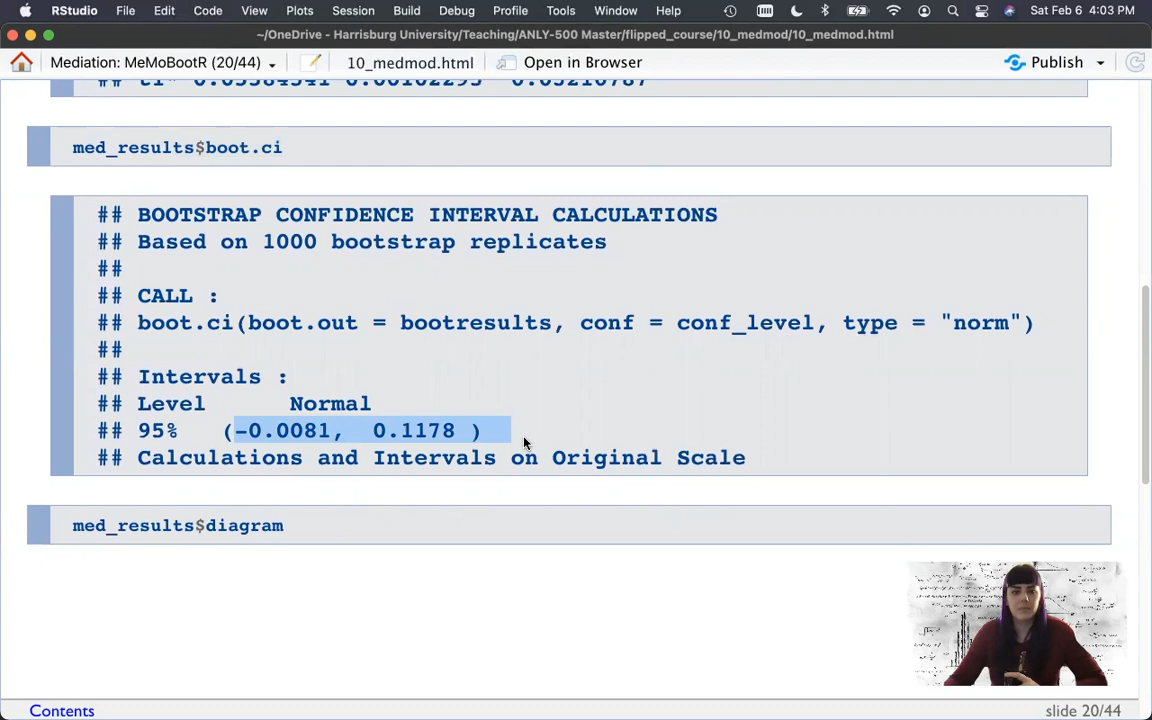 RStudio File Edit Code View Plots Session Build Debug Profile Tools Window Help Sat Feb 6 4:03 PM
~/OneDrive - Harrisburg University/Teaching/ANLY-500 Master/flipped_course/10_medmod/10_medmod.html
Mediation: MeMoBootR (20/44) 10_medmod.html Open in Browser Publish
med_results$boot.ci
## BOOTSTRAP CONFIDENCE INTERVAL CALCULATIONS
## Based on 1000 bootstrap replicates
##
## CALL :
## boot.ci(boot.out = bootresults, conf = conf_level, type = "norm")
##
## Intervals :
## Level Normal
## 95% (-0.0081, 0.1178 )
## Calculations and Intervals on Original Scale
med_results$diagram
Contents slide 20/44